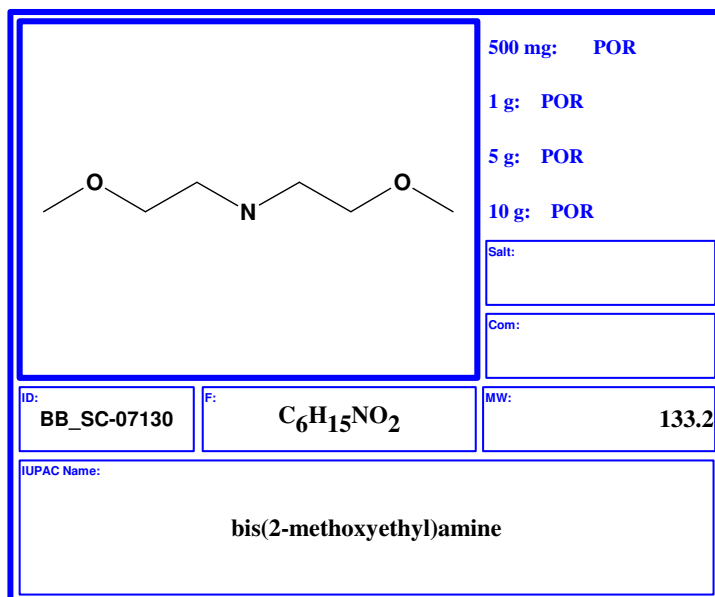 500 mg: POR
1 g: POR
5 g: POR
10 g: POR
O
N
O
Salt:
Com:
ID:
BB_SC-07130
F:
C6H15NO2
MW:
133.2
IUPAC Name:
bis(2-methoxyethyl)amine